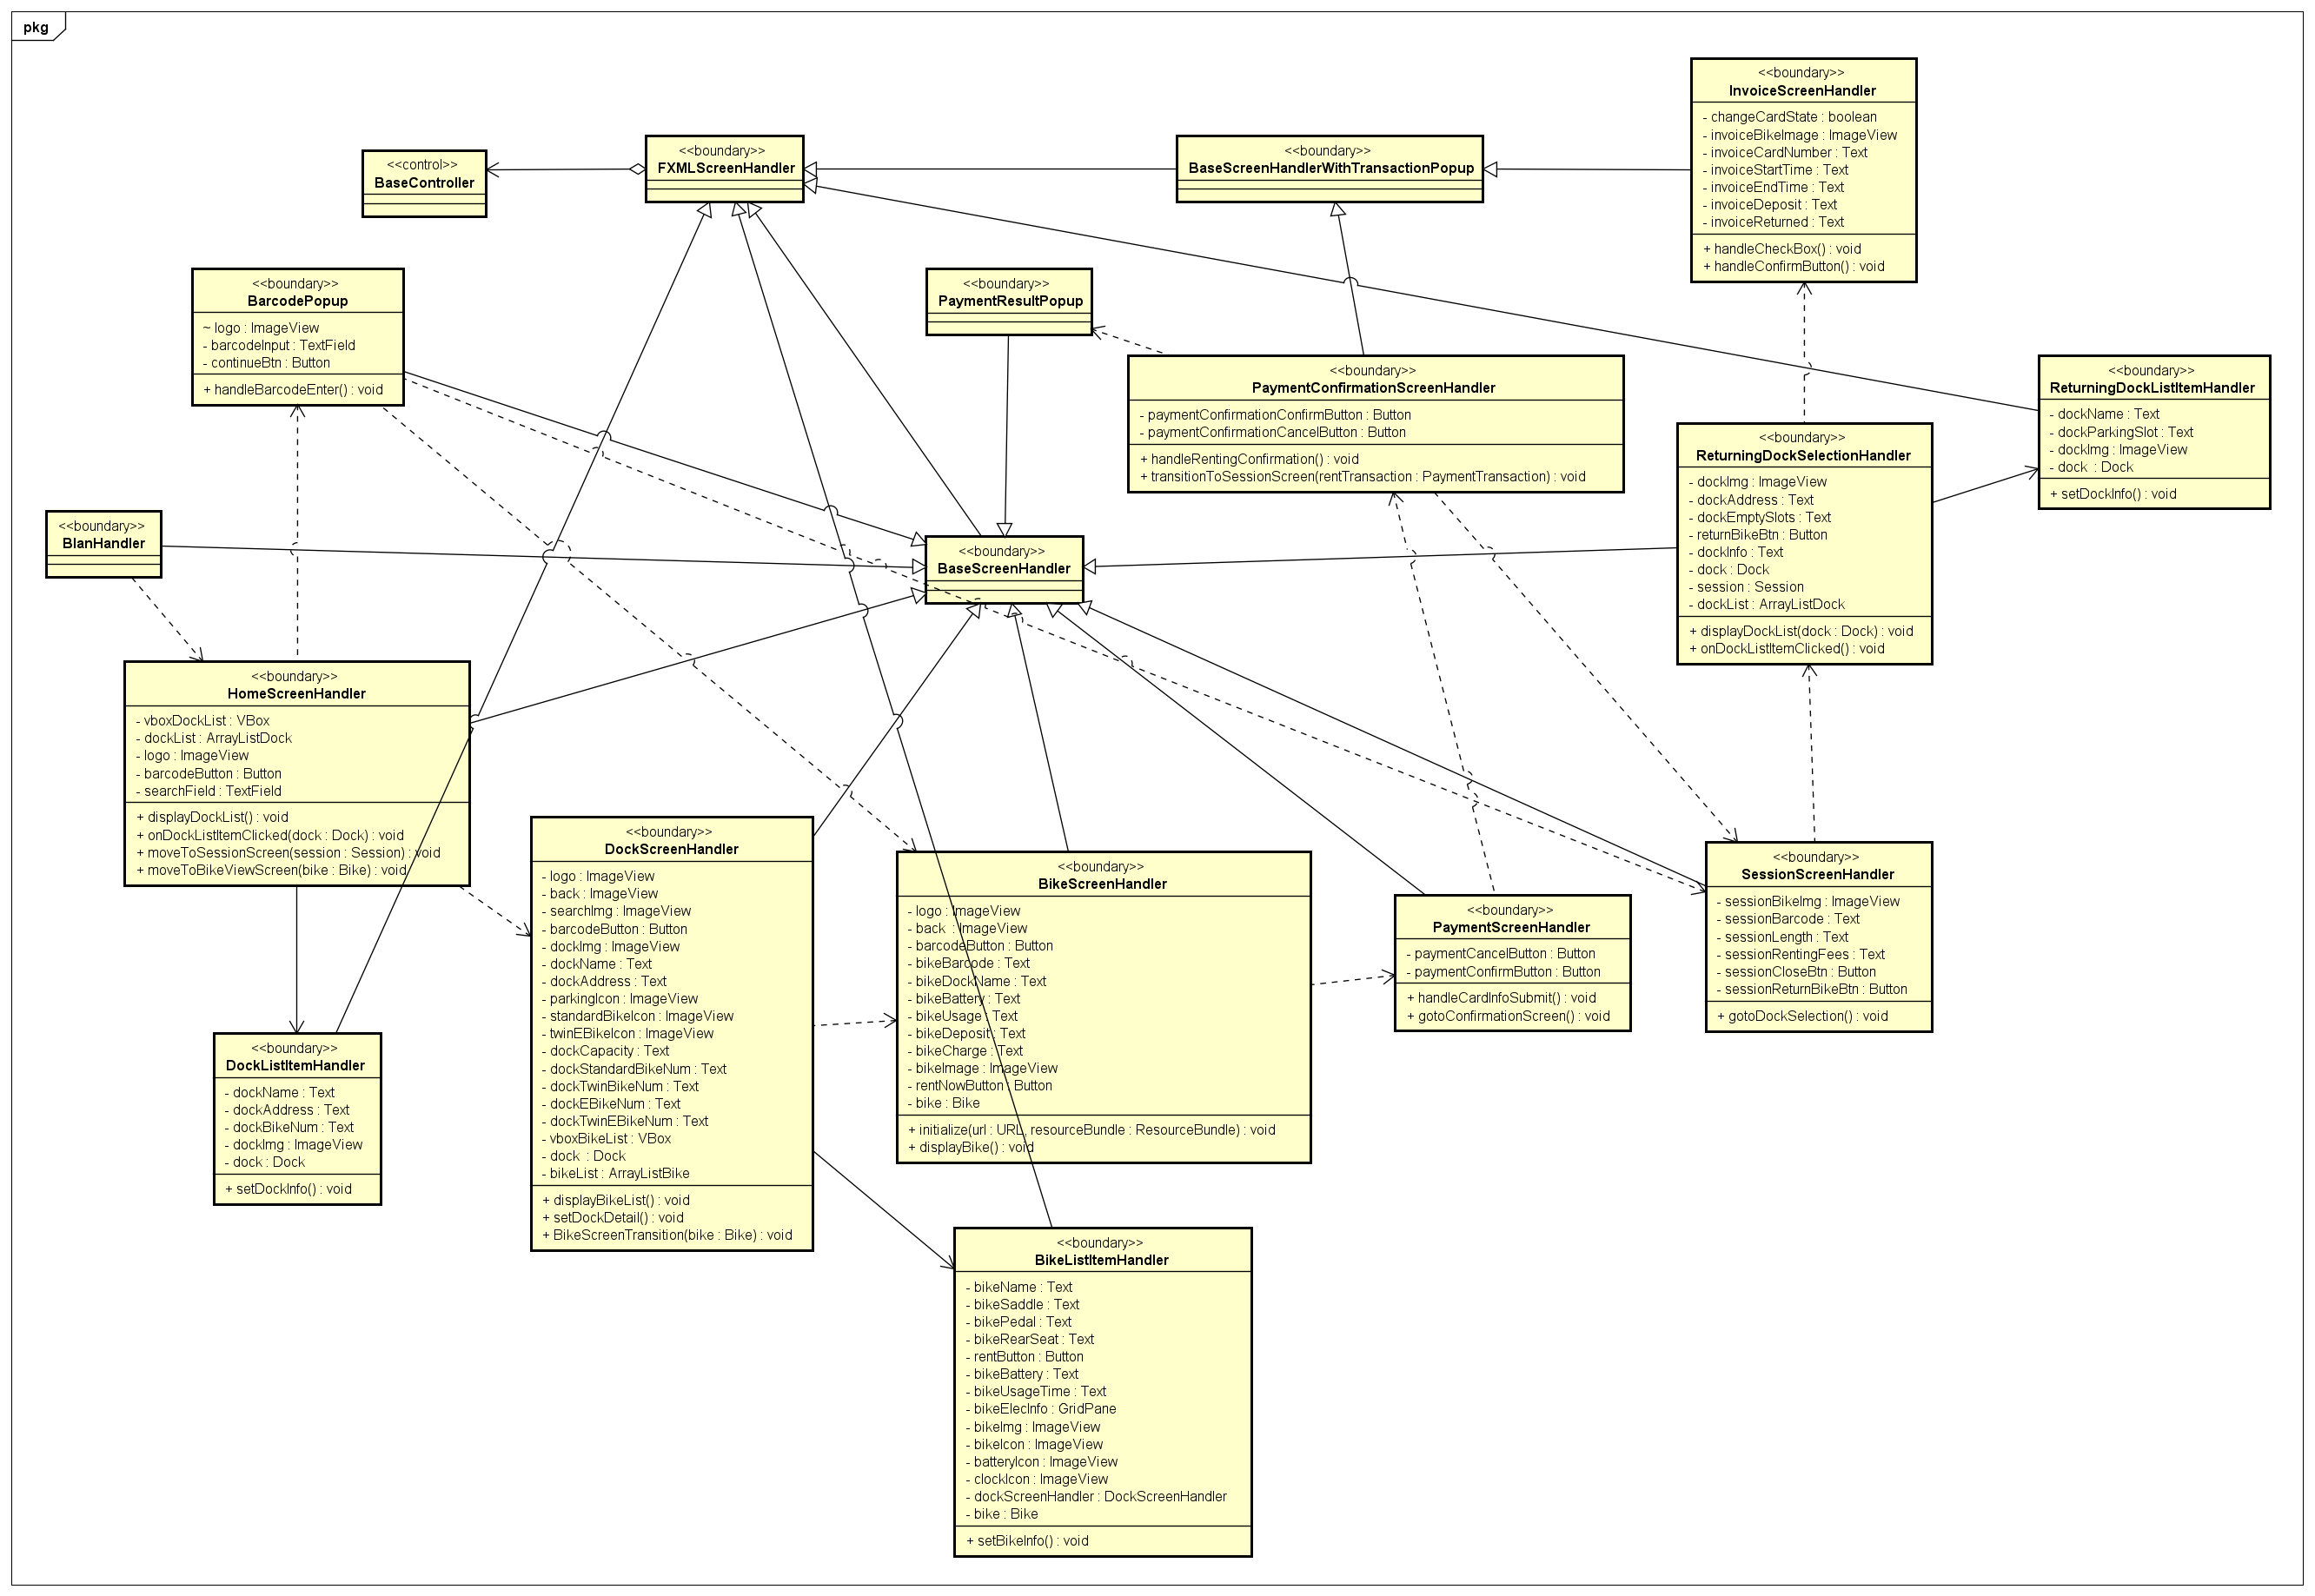 pkg
<<boundary>>
InvoiceScreenHandler
- changeCardState : boolean
- invoiceBikeImage : ImageView
- invoiceCardNumber : Text
- invoiceStartTime : Text
- invoiceEndTime : Text
- invoiceDeposit : Text
- invoiceReturned : Text
+ handleCheckBox() : void
+ handleConfirmButton() : void
<<control>>
BaseController
<<boundary>>
FXMLScreenHandler
<<boundary>>
BaseScreenHandlerWithTransactionPopup
<<boundary>>
BarcodePopup
~ logo : ImageView
- barcodeInput : TextField
- continueBtn : Button
+ handleBarcodeEnter() : void
<<boundary>>
PaymentResultPopup
<<boundary>>
PaymentConfirmationScreenHandler
- paymentConfirmationConfirmButton : Button
- paymentConfirmationCancelButton : Button
+ handleRentingConfirmation() : void
+ transitionToSessionScreen(rentTransaction : PaymentTransaction) : void
<<boundary>>
ReturningDockListItemHandler
- dockName : Text
- dockParkingSlot : Text
- dockImg : ImageView
- dock : Dock
+ setDockInfo() : void
<<boundary>>
ReturningDockSelectionHandler
- dockImg : ImageView
- dockAddress : Text
- dockEmptySlots : Text
- returnBikeBtn : Button
- dockInfo : Text
- dock : Dock
- session : Session
- dockList : ArrayListDock
+ displayDockList(dock : Dock) : void
+ onDockListItemClicked() : void
<<boundary>>
BlanHandler
<<boundary>>
BaseScreenHandler
<<boundary>>
HomeScreenHandler
- vboxDockList : VBox
- dockList : ArrayListDock
- logo : ImageView
- barcodeButton : Button
- searchField : TextField
+ displayDockList() : void
+ onDockListItemClicked(dock : Dock) : void
+ moveToSessionScreen(session : Session) : void
+ moveToBikeViewScreen(bike : Bike) : void
<<boundary>>
DockScreenHandler
- logo : ImageView
- back : ImageView
- searchImg : ImageView
- barcodeButton : Button
- dockImg : ImageView
- dockName : Text
- dockAddress : Text
- parkingIcon : ImageView
- standardBikeIcon : ImageView
- twinEBikeIcon : ImageView
- dockCapacity : Text
- dockStandardBikeNum : Text
- dockTwinBikeNum : Text
- dockEBikeNum : Text
- dockTwinEBikeNum : Text
- vboxBikeList : VBox
- dock : Dock
- bikeList : ArrayListBike
+ displayBikeList() : void
+ setDockDetail() : void
+ BikeScreenTransition(bike : Bike) : void
<<boundary>>
BikeScreenHandler
- logo : ImageView
- back : ImageView
- barcodeButton : Button
- bikeBarcode : Text
- bikeDockName : Text
- bikeBattery : Text
- bikeUsage : Text
- bikeDeposit : Text
- bikeCharge : Text
- bikeImage : ImageView
- rentNowButton : Button
- bike : Bike
+ initialize(url : URL, resourceBundle : ResourceBundle) : void
+ displayBike() : void
<<boundary>>
PaymentScreenHandler
- paymentCancelButton : Button
- paymentConfirmButton : Button
+ handleCardInfoSubmit() : void
+ gotoConfirmationScreen() : void
<<boundary>>
SessionScreenHandler
- sessionBikeImg : ImageView
- sessionBarcode : Text
- sessionLength : Text
- sessionRentingFees : Text
- sessionCloseBtn : Button
- sessionReturnBikeBtn : Button
+ gotoDockSelection() : void
<<boundary>>
DockListItemHandler
- dockName : Text
- dockAddress : Text
- dockBikeNum : Text
- dockImg : ImageView
- dock : Dock
+ setDockInfo() : void
<<boundary>>
BikeListItemHandler
- bikeName : Text
- bikeSaddle : Text
- bikePedal : Text
- bikeRearSeat : Text
- rentButton : Button
- bikeBattery : Text
- bikeUsageTime : Text
- bikeElecInfo : GridPane
- bikeImg : ImageView
- bikeIcon : ImageView
- batteryIcon : ImageView
- clockIcon : ImageView
- dockScreenHandler : DockScreenHandler
- bike : Bike
+ setBikeInfo() : void